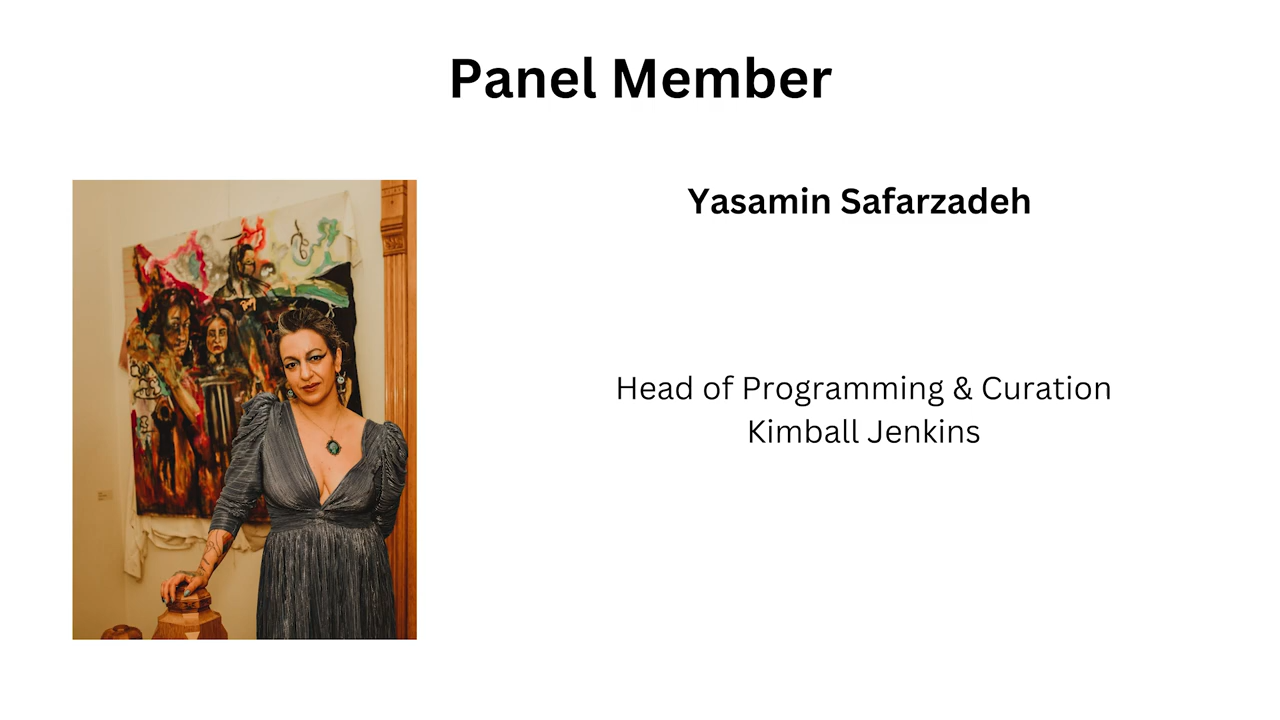 Panel Member
Yasamin Safarzadeh
Head of Programming & Curation
Kimball Jenkins